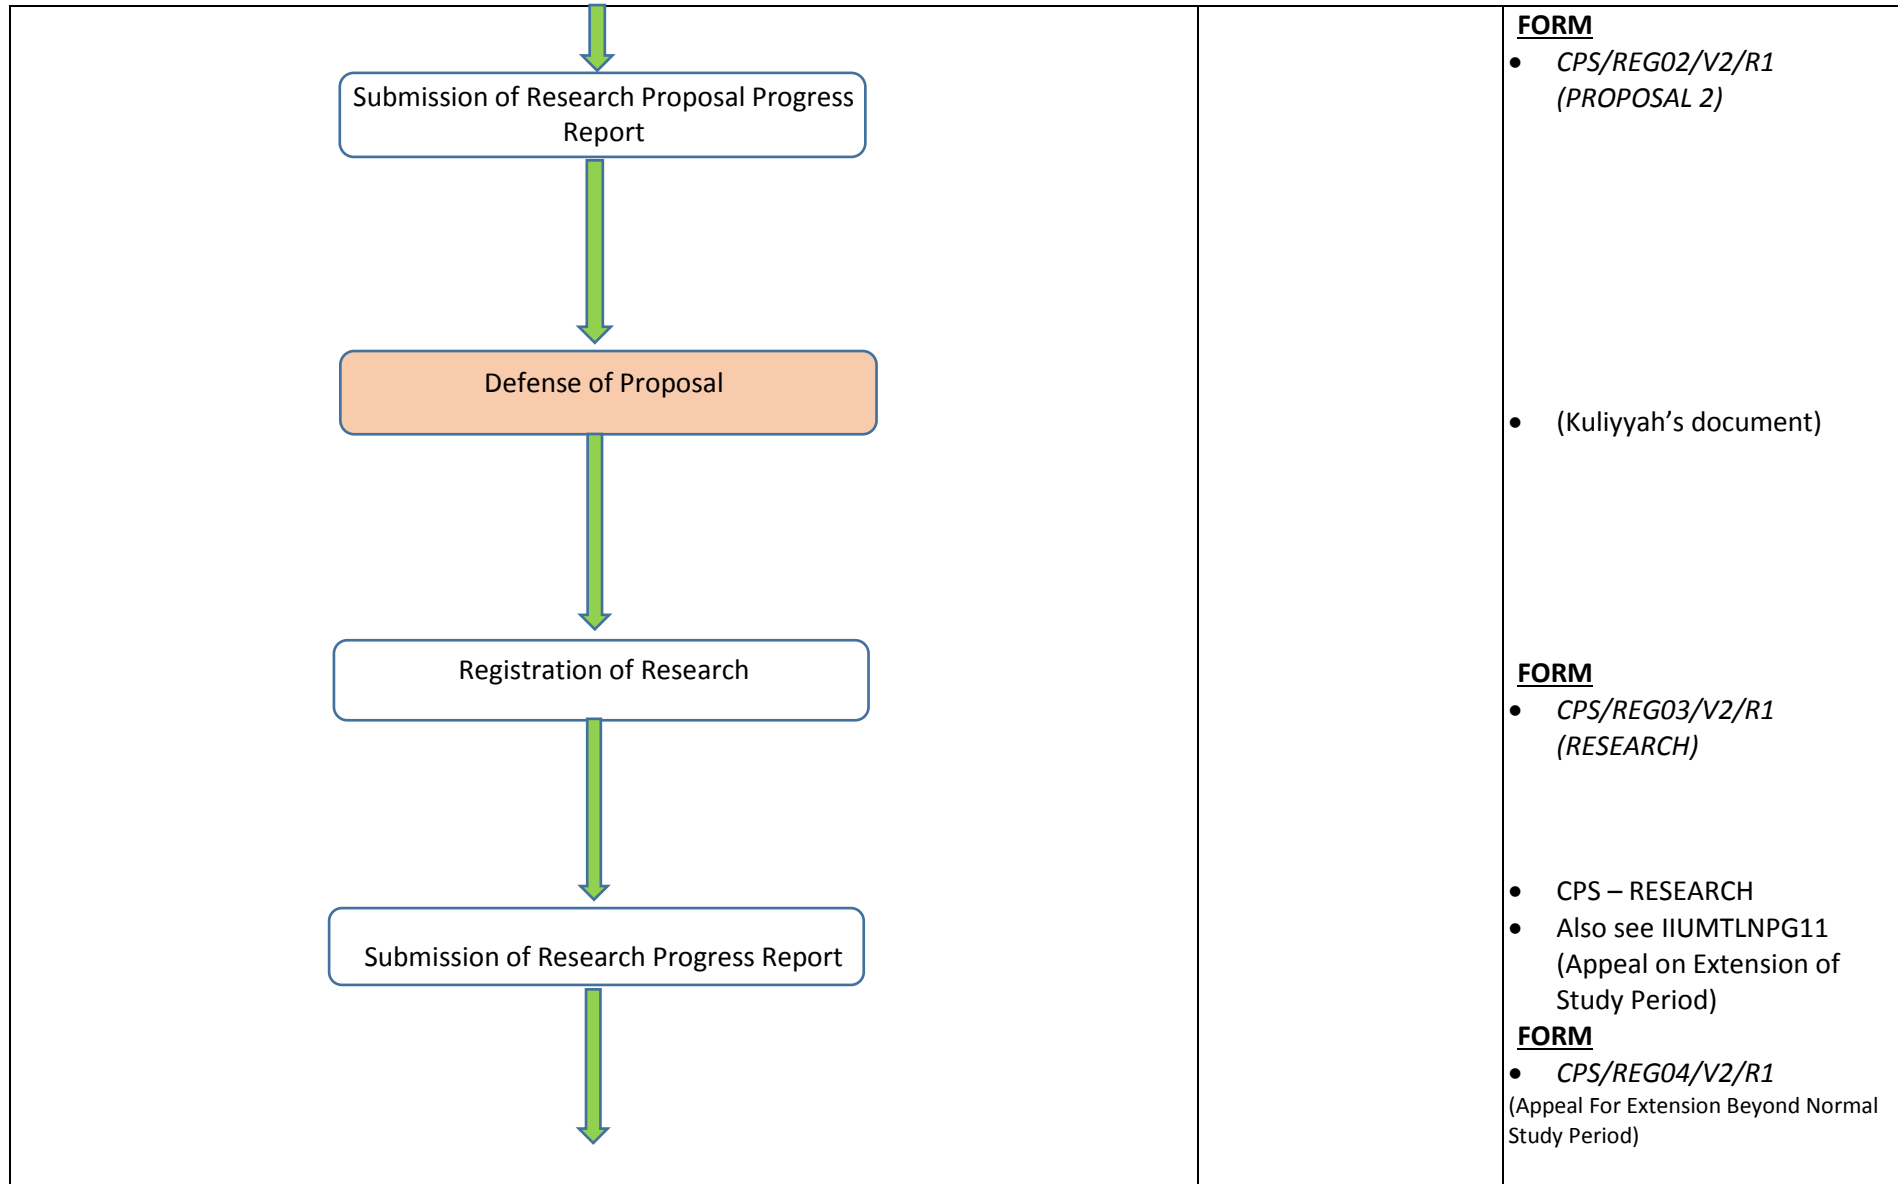 FORM
• CPS/REG02/V2/R1
(PROPOSAL 2)
Submission of Research Proposal Progress
Report
Defense of Proposal
• (Kuliyyah’s document)
Registration of Research
FORM
• CPS/REG03/V2/R1
(RESEARCH)
• CPS – RESEARCH
• Also see IIUMTLNPG11
(Appeal on Extension of
Study Period)
Submission of Research Progress Report
FORM
• CPS/REG04/V2/R1
(Appeal For Extension Beyond Normal
Study Period)